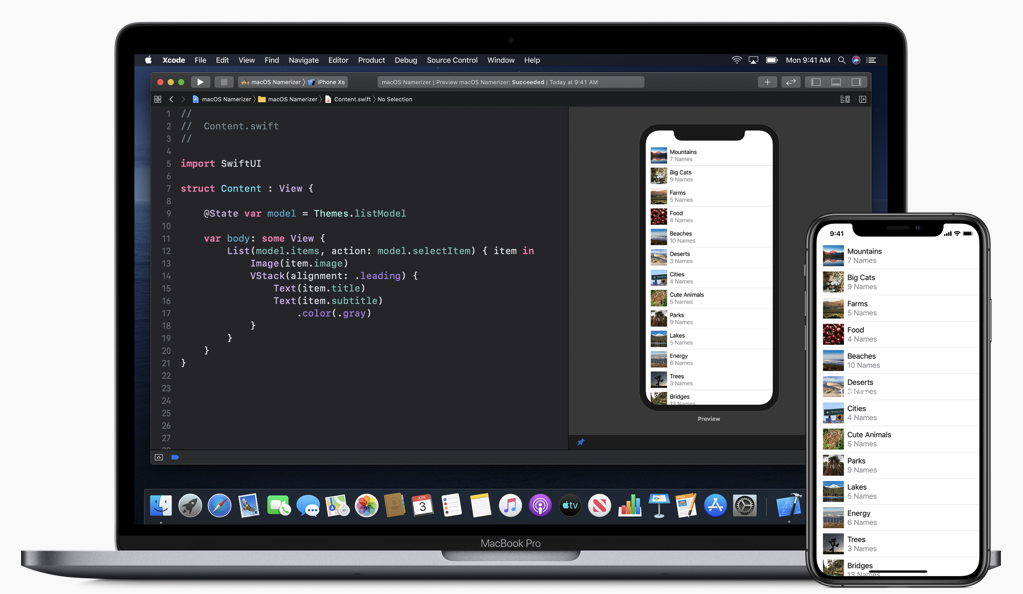 Xcode File Edit View Find Navigate Editor Product Debug Source Control Window Help Mon 9:41 AM
macOS Namerizer 〉 iPhone Xs
macOS Namerizer | Preview macOS Namerizer: Succeeded | Today at 9:41 AM
macOS Namerizer 〉 macOS Namerizer 〉 Content.swift 〉 No Selection
1 //
2 //  Content.swift
3 //
4
5 import SwiftUI
6
7 struct Content : View {
8
9     @State var model = Themes.listModel
10
11     var body: some View {
12         List(model.items, action: model.selectItem) { item in
13             Image(item.image)
14             VStack(alignment: .leading) {
15                 Text(item.title)
16                 Text(item.subtitle)
17                     .color(.gray)
18             }
19         }
20     }
21 }
22
23
24
25
26
27
Mountains
7 Names
Big Cats
9 Names
Farms
5 Names
Food
4 Names
Beaches
10 Names
Deserts
3 Names
Cities
4 Names
Cute Animals
5 Names
Parks
9 Names
Lakes
5 Names
Energy
6 Names
Trees
3 Names
Bridges
13 Names
Preview
JUN
3
tv
MacBook Pro
9:41
Mountains
7 Names
Big Cats
9 Names
Farms
5 Names
Food
4 Names
Beaches
10 Names
Deserts
3 Names
Cities
4 Names
Cute Animals
5 Names
Parks
9 Names
Lakes
5 Names
Energy
6 Names
Trees
3 Names
Bridges
13 Names